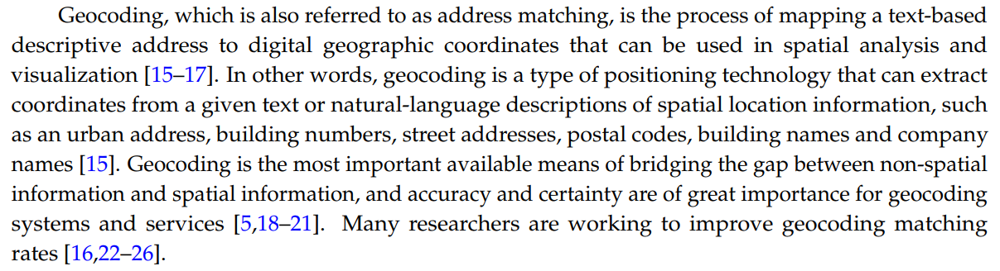 Geocoding, which is also referred to as address matching, is the process of mapping a text-based
descriptive address to digital geographic coordinates that can be used in spatial analysis and
visualization [15–17]. In other words, geocoding is a type of positioning technology that can extract
coordinates from a given text or natural-language descriptions of spatial location information, such
as an urban address, building numbers, street addresses, postal codes, building names and company
names [15]. Geocoding is the most important available means of bridging the gap between non-spatial
information and spatial information, and accuracy and certainty are of great importance for geocoding
systems and services [5,18–21]. Many researchers are working to improve geocoding matching
rates [16,22–26].